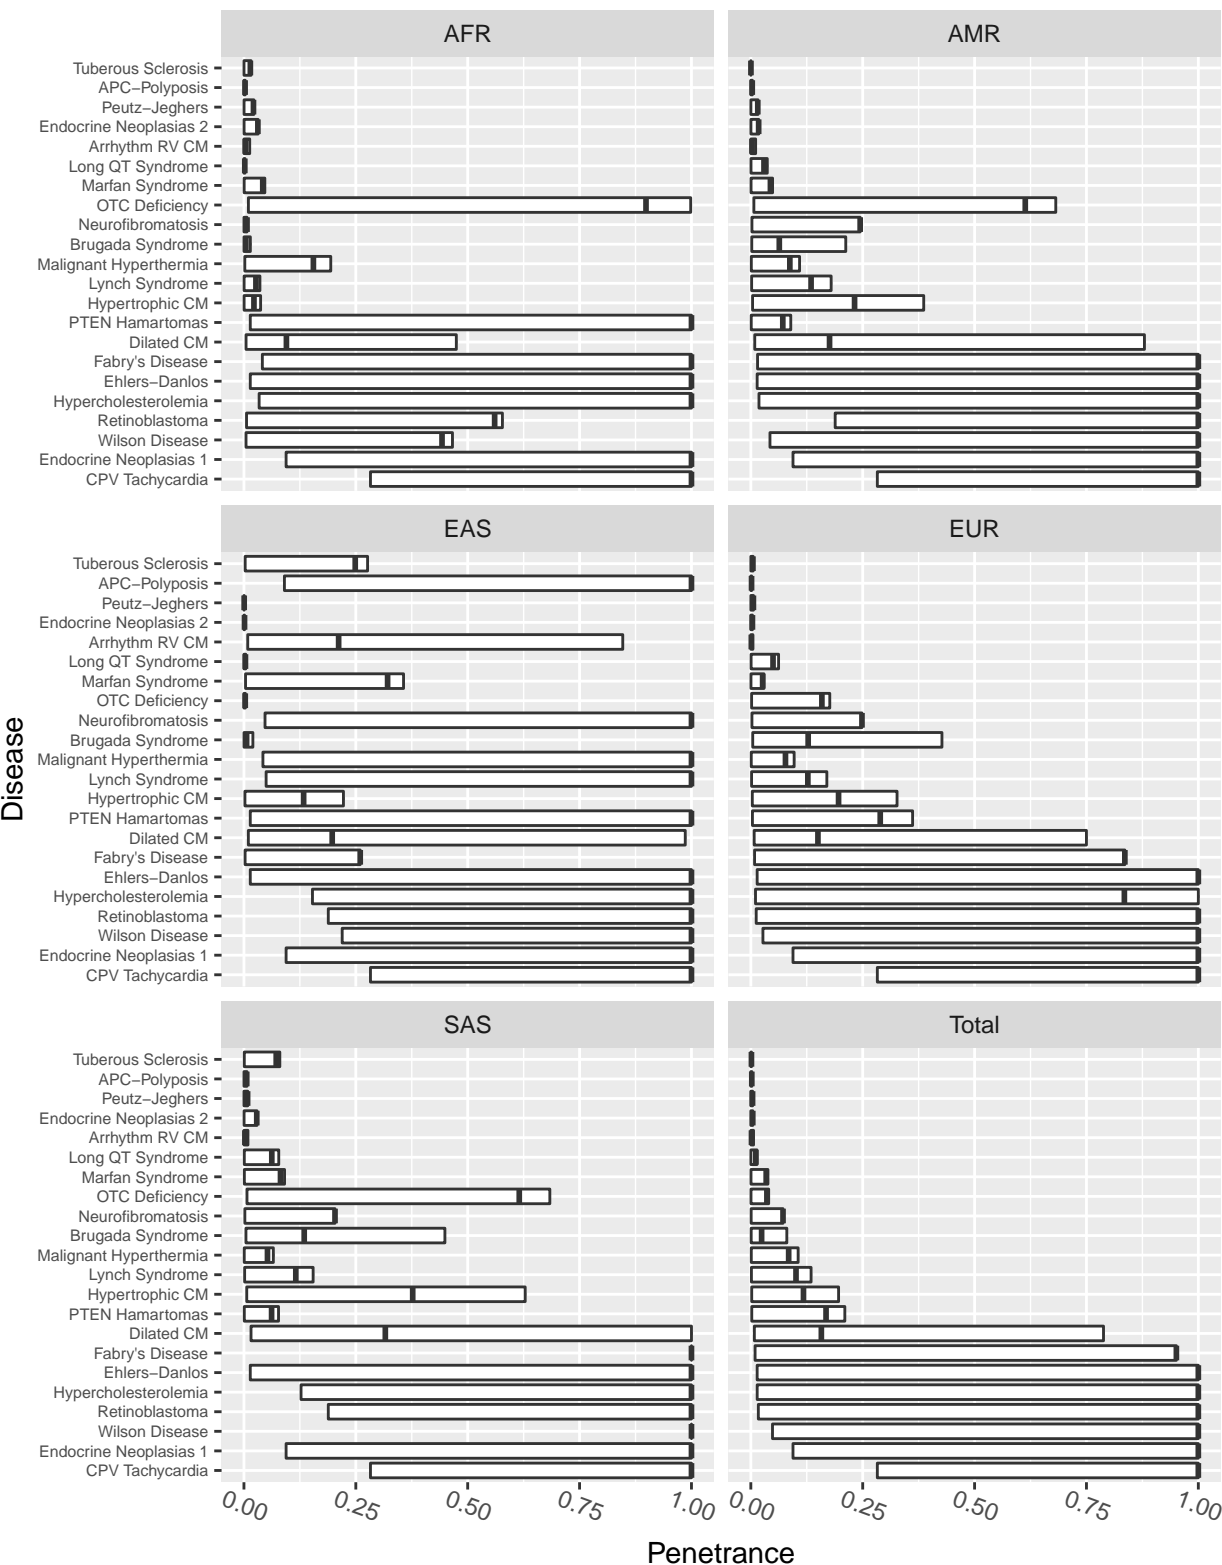 AFR
AMR
Tuberous Sclerosis
APC−Polyposis
Peutz−Jeghers
Endocrine Neoplasias 2
Arrhythm RV CM
Long QT Syndrome
Marfan Syndrome
OTC Deficiency
Neurofibromatosis
Brugada Syndrome
Malignant Hyperthermia
Lynch Syndrome
Hypertrophic CM
PTEN Hamartomas
Dilated CM
Fabry's Disease
Ehlers−Danlos
Hypercholesterolemia
Retinoblastoma
Wilson Disease
Endocrine Neoplasias 1
CPV Tachycardia
EAS
EUR
Tuberous Sclerosis
APC−Polyposis
Peutz−Jeghers
Endocrine Neoplasias 2
Arrhythm RV CM
Long QT Syndrome
Marfan Syndrome
OTC Deficiency
Neurofibromatosis
Brugada Syndrome
Malignant Hyperthermia
Lynch Syndrome
Hypertrophic CM
PTEN Hamartomas
Dilated CM
Fabry's Disease
Ehlers−Danlos
Hypercholesterolemia
Retinoblastoma
Wilson Disease
Endocrine Neoplasias 1
CPV Tachycardia
Disease
SAS
Total
Tuberous Sclerosis
APC−Polyposis
Peutz−Jeghers
Endocrine Neoplasias 2
Arrhythm RV CM
Long QT Syndrome
Marfan Syndrome
OTC Deficiency
Neurofibromatosis
Brugada Syndrome
Malignant Hyperthermia
Lynch Syndrome
Hypertrophic CM
PTEN Hamartomas
Dilated CM
Fabry's Disease
Ehlers−Danlos
Hypercholesterolemia
Retinoblastoma
Wilson Disease
Endocrine Neoplasias 1
CPV Tachycardia
0.00 0.25 0.50 0.75 1.00
0.00 0.25 0.50 0.75 1.00
Penetrance